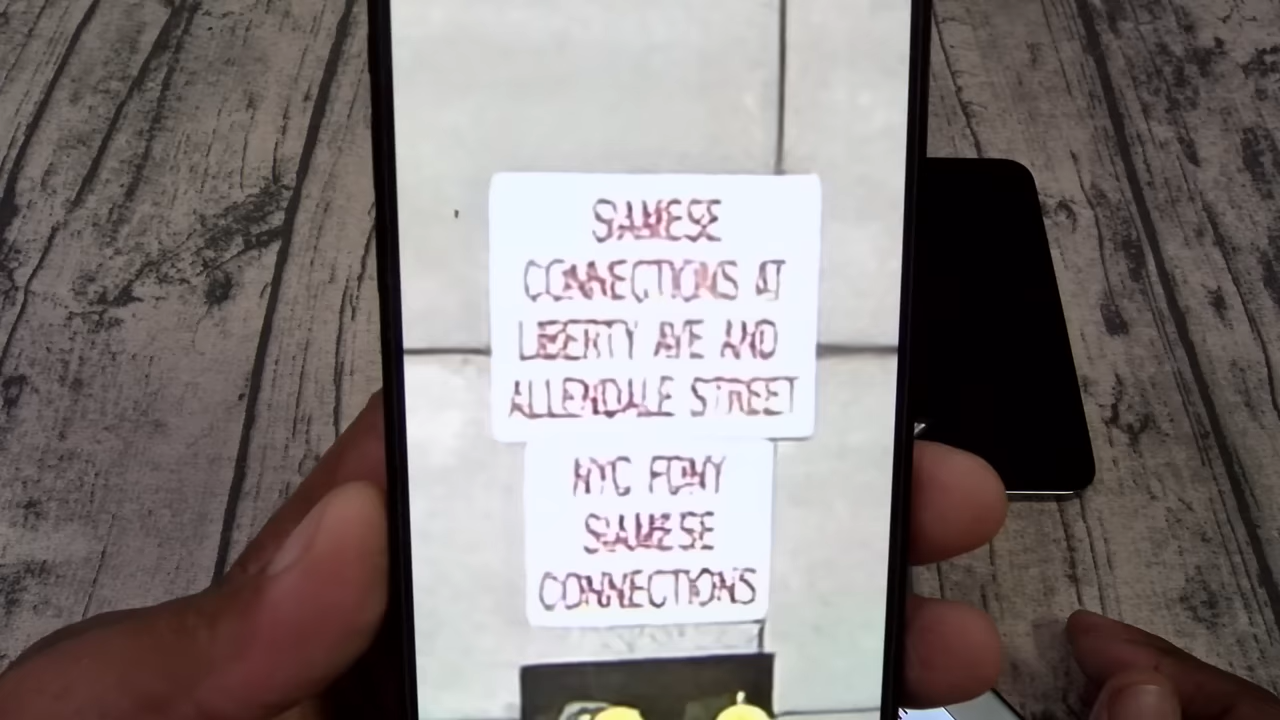 SIAMESE
CONNECTIONS AT
LIBERTY AVE AND
ALLENDALE STREET
NYC FDNY
SIAMESE
CONNECTIONS